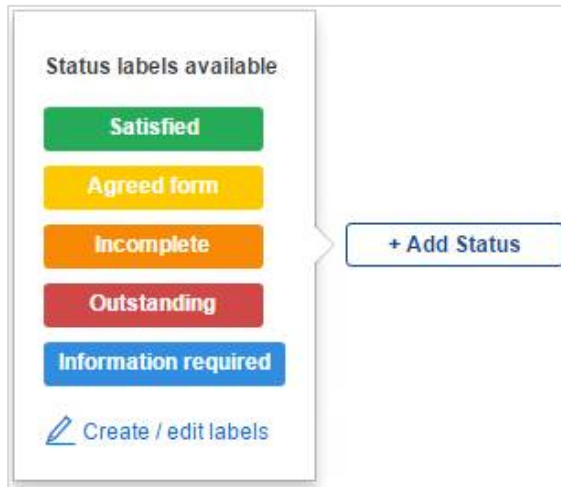 Status labels available
Satisfied
Agreed form
Incomplete
+ Add Status
Outstanding
Information required
Create / edit labels